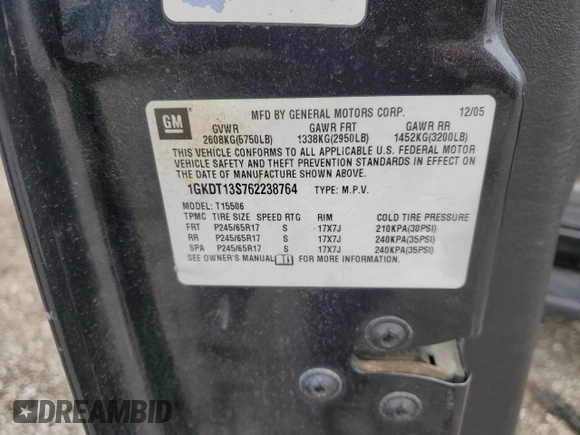 GM
MFD BY GENERAL MOTORS CORP. 12/05
GVWR GAWR FRT GAWR RR
2608KG(5750LB) 1338KG(2950LB) 1452KG(3200LB)
THIS VEHICLE CONFORMS TO ALL APPLICABLE U.S. FEDERAL MOTOR
VEHICLE SAFETY AND THEFT PREVENTION STANDARDS IN EFFECT ON
THE DATE OF MANUFACTURE SHOWN ABOVE.
1GKDT13S762238764 TYPE: M.P.V.
MODEL: T15506
TPMC TIRE SIZE SPEED RTG RIM COLD TIRE PRESSURE
FRT P245/65R17 S 17X7J 210KPA(30PSI)
RR P245/65R17 S 17X7J 240KPA(35PSI)
SPA P245/65R17 S 17X7J 240KPA(35PSI)
SEE OWNER'S MANUAL FOR MORE INFORMATION.
DREAMBID